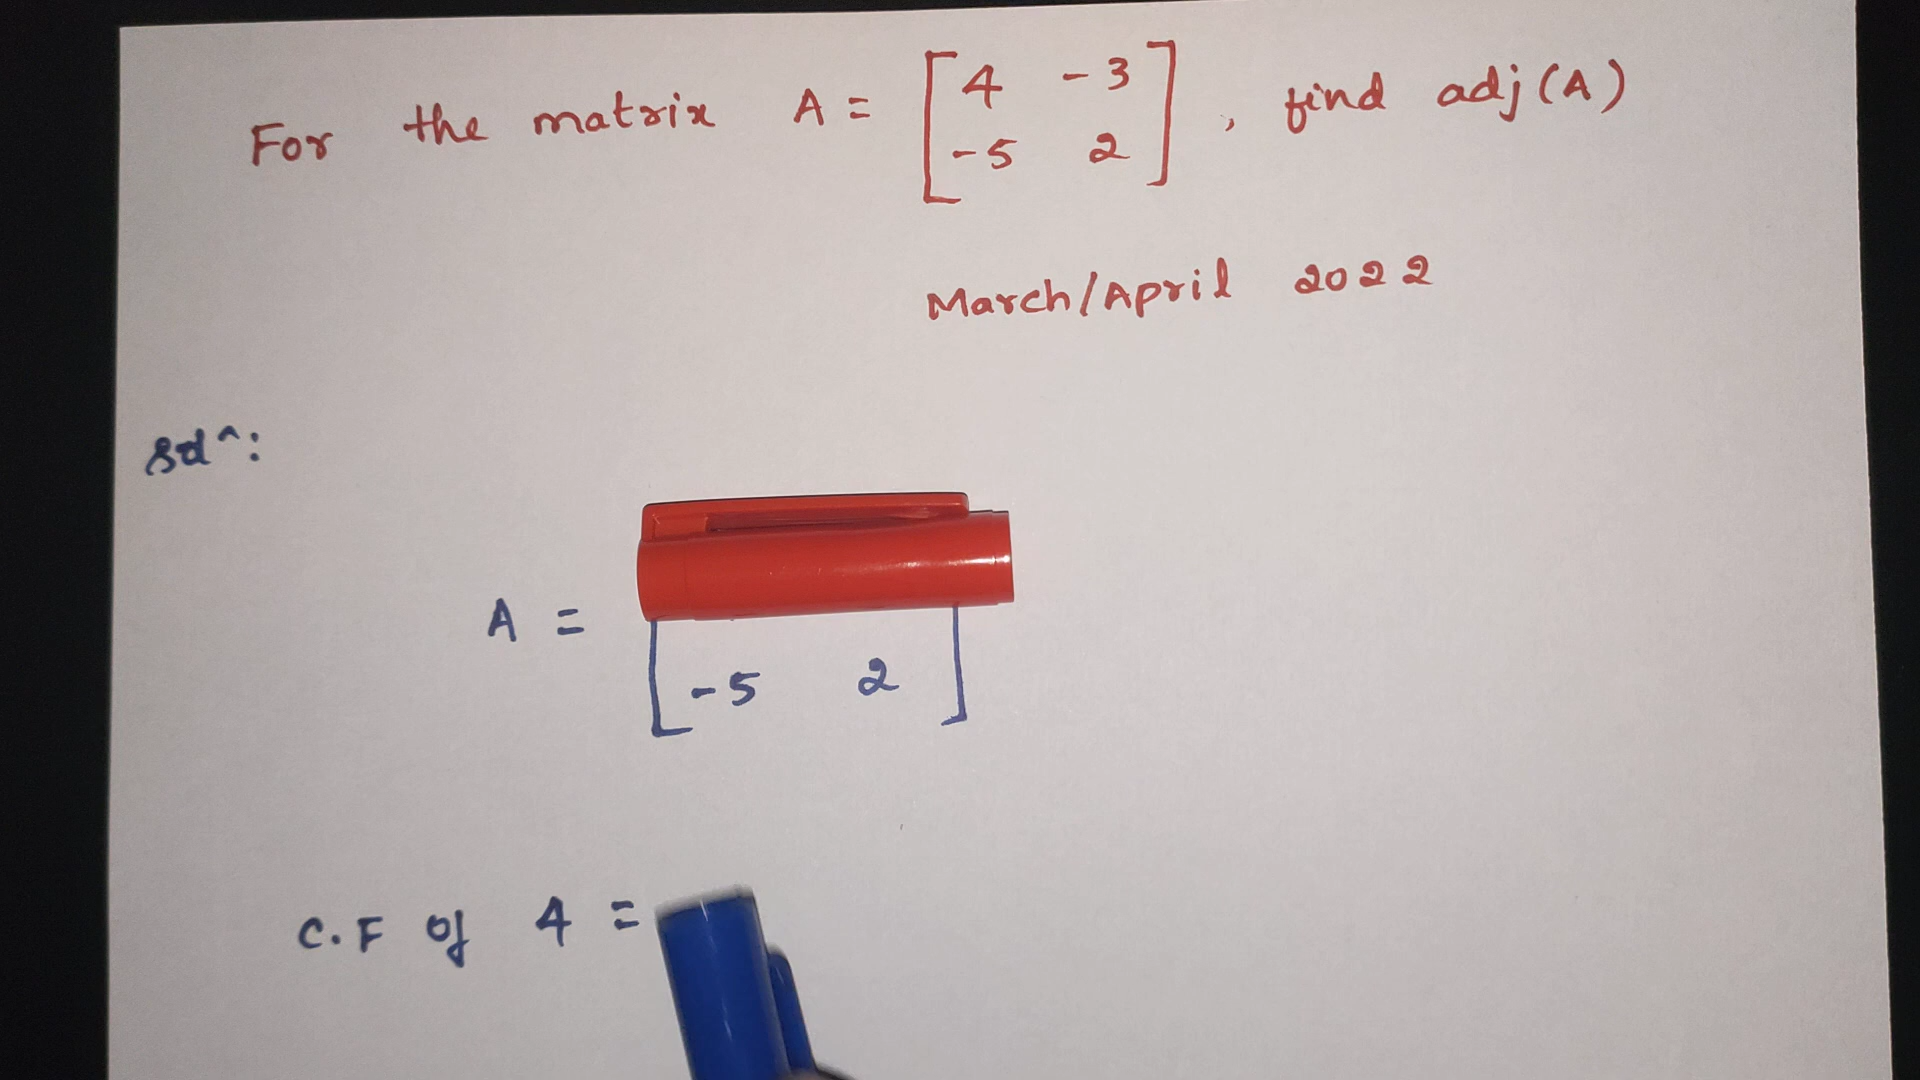 For the matrix A = [ 4 -3 ] , find adj(A)
[ -5 2 ]
March/April 2022
Sol^n:
A =
[ -5 2 ]
C.F of 4 =